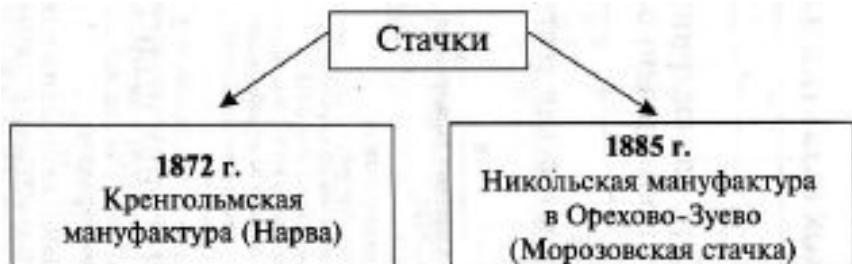 Стачки
1872 г.
Кренгольмская
мануфактура (Нарва)
1885 г.
Никольская мануфактура
в Орехово-Зуево
(Морозовская стачка)